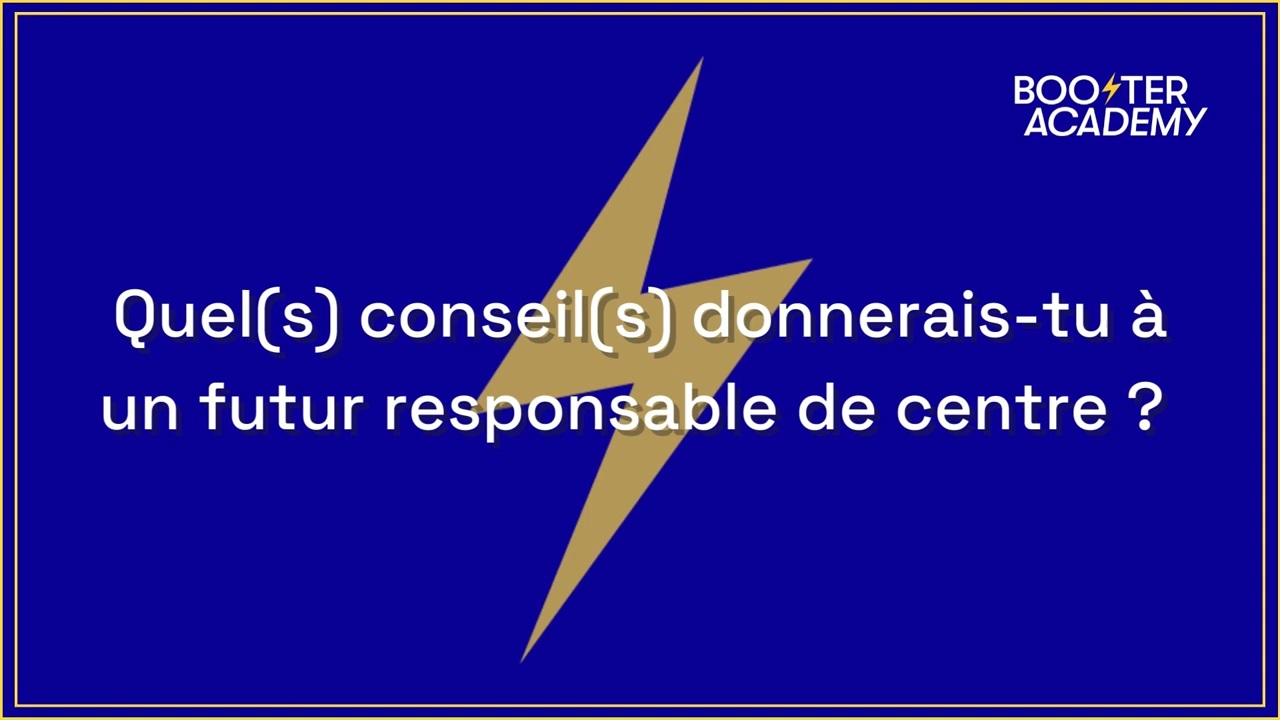 BOOSTER
ACADEMY
Quel(s) conseil(s) donnerais-tu à
un futur responsable de centre ?